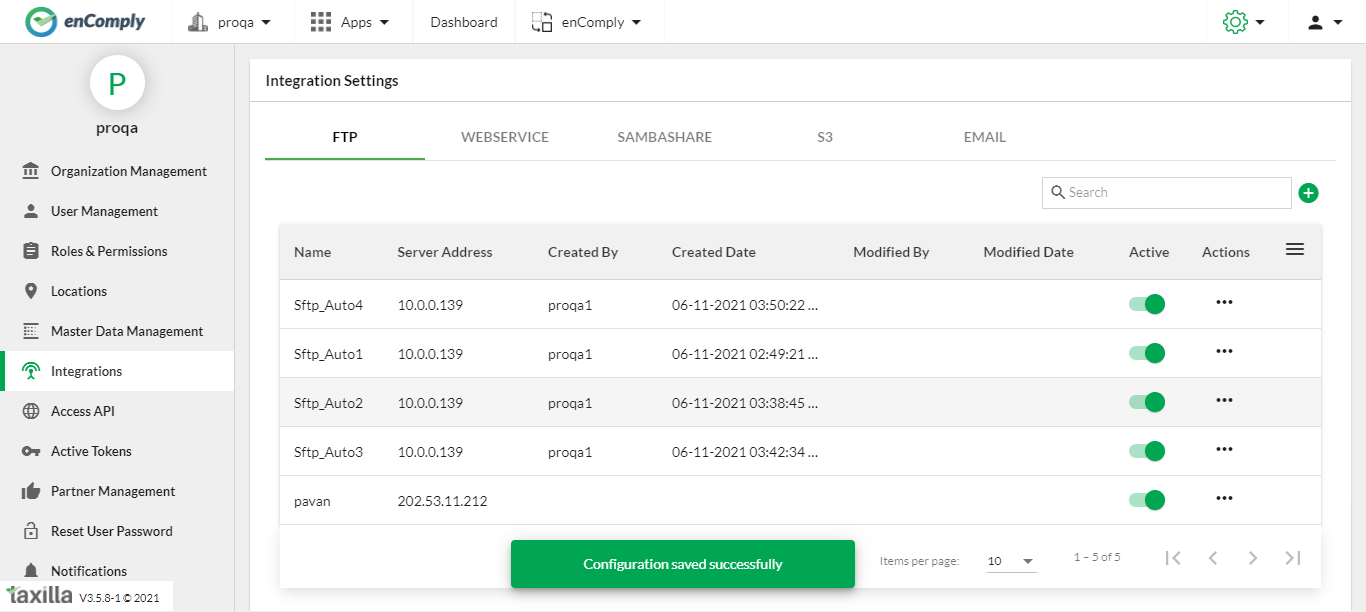 enComply proqa Apps Dashboard enComply
P
proqa
Organization Management
User Management
Roles & Permissions
Locations
Master Data Management
Integrations
Access API
Active Tokens
Partner Management
Reset User Password
Notifications
taxilla V3.5.8-1 © 2021
Integration Settings
FTP WEBSERVICE SAMBASHARE S3 EMAIL
Search
Name Server Address Created By Created Date Modified By Modified Date Active Actions
Sftp_Auto4 10.0.0.139 proqa1 06-11-2021 03:50:22 ...
Sftp_Auto1 10.0.0.139 proqa1 06-11-2021 02:49:21 ...
Sftp_Auto2 10.0.0.139 proqa1 06-11-2021 03:38:45 ...
Sftp_Auto3 10.0.0.139 proqa1 06-11-2021 03:42:34 ...
pavan 202.53.11.212
Configuration saved successfully
Items per page: 10 1 – 5 of 5